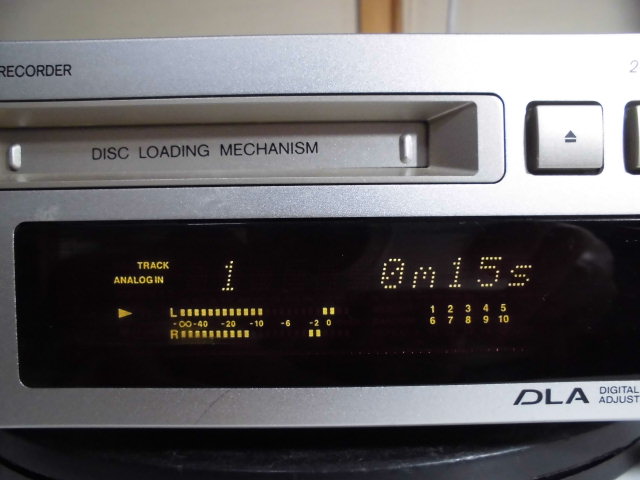 RECORDER
2
DISC LOADING MECHANISM
TRACK 1 0m15s
ANALOG IN
L
-∞ -40 -20 -10 -6 -2 0
R
1 2 3 4 5
6 7 8 9 10
DLA DIGITAL
ADJUST